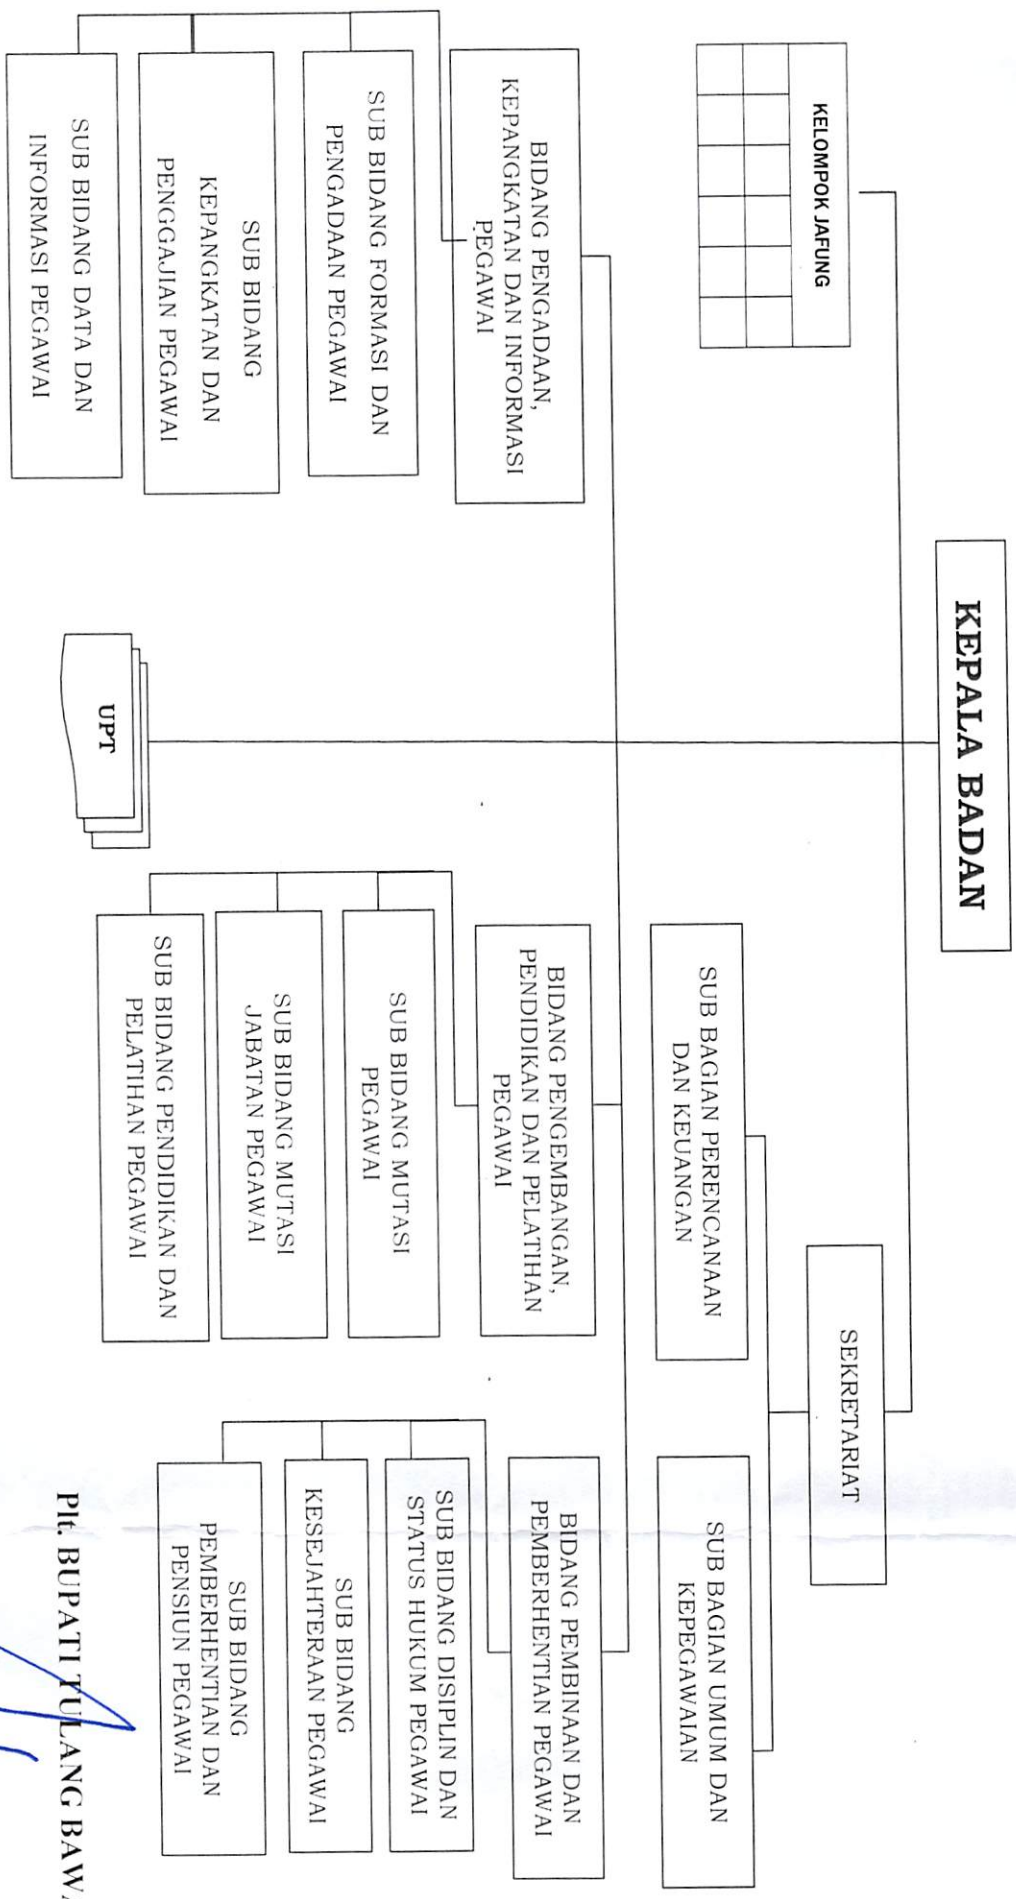 KEPALA BADAN
KELOMPOK JAFUNG
SEKRETARIAT
SUB BAGIAN PERENCANAAN
DAN KEUANGAN
SUB BAGIAN UMUM DAN
KEPEGAWAIAN
BIDANG PENGADAAN,
KEPANGKATAN DAN INFORMASI
PEGAWAI
SUB BIDANG FORMASI DAN
PENGADAAN PEGAWAI
SUB BIDANG
KEPANGKATAN DAN
PENGGAJIAN PEGAWAI
SUB BIDANG DATA DAN
INFORMASI PEGAWAI
BIDANG PENGEMBANGAN,
PENDIDIKAN DAN PELATIHAN
PEGAWAI
SUB BIDANG MUTASI
PEGAWAI
SUB BIDANG MUTASI
JABATAN PEGAWAI
SUB BIDANG PENDIDIKAN DAN
PELATIHAN PEGAWAI
BIDANG PEMBINAAN DAN
PEMBERHENTIAN PEGAWAI
SUB BIDANG DISIPLIN DAN
STATUS HUKUM PEGAWAI
SUB BIDANG
KESEJAHTERAAN PEGAWAI
SUB BIDANG
PEMBERHENTIAN DAN
PENSIUN PEGAWAI
UPT
Plt. BUPATI TULANG